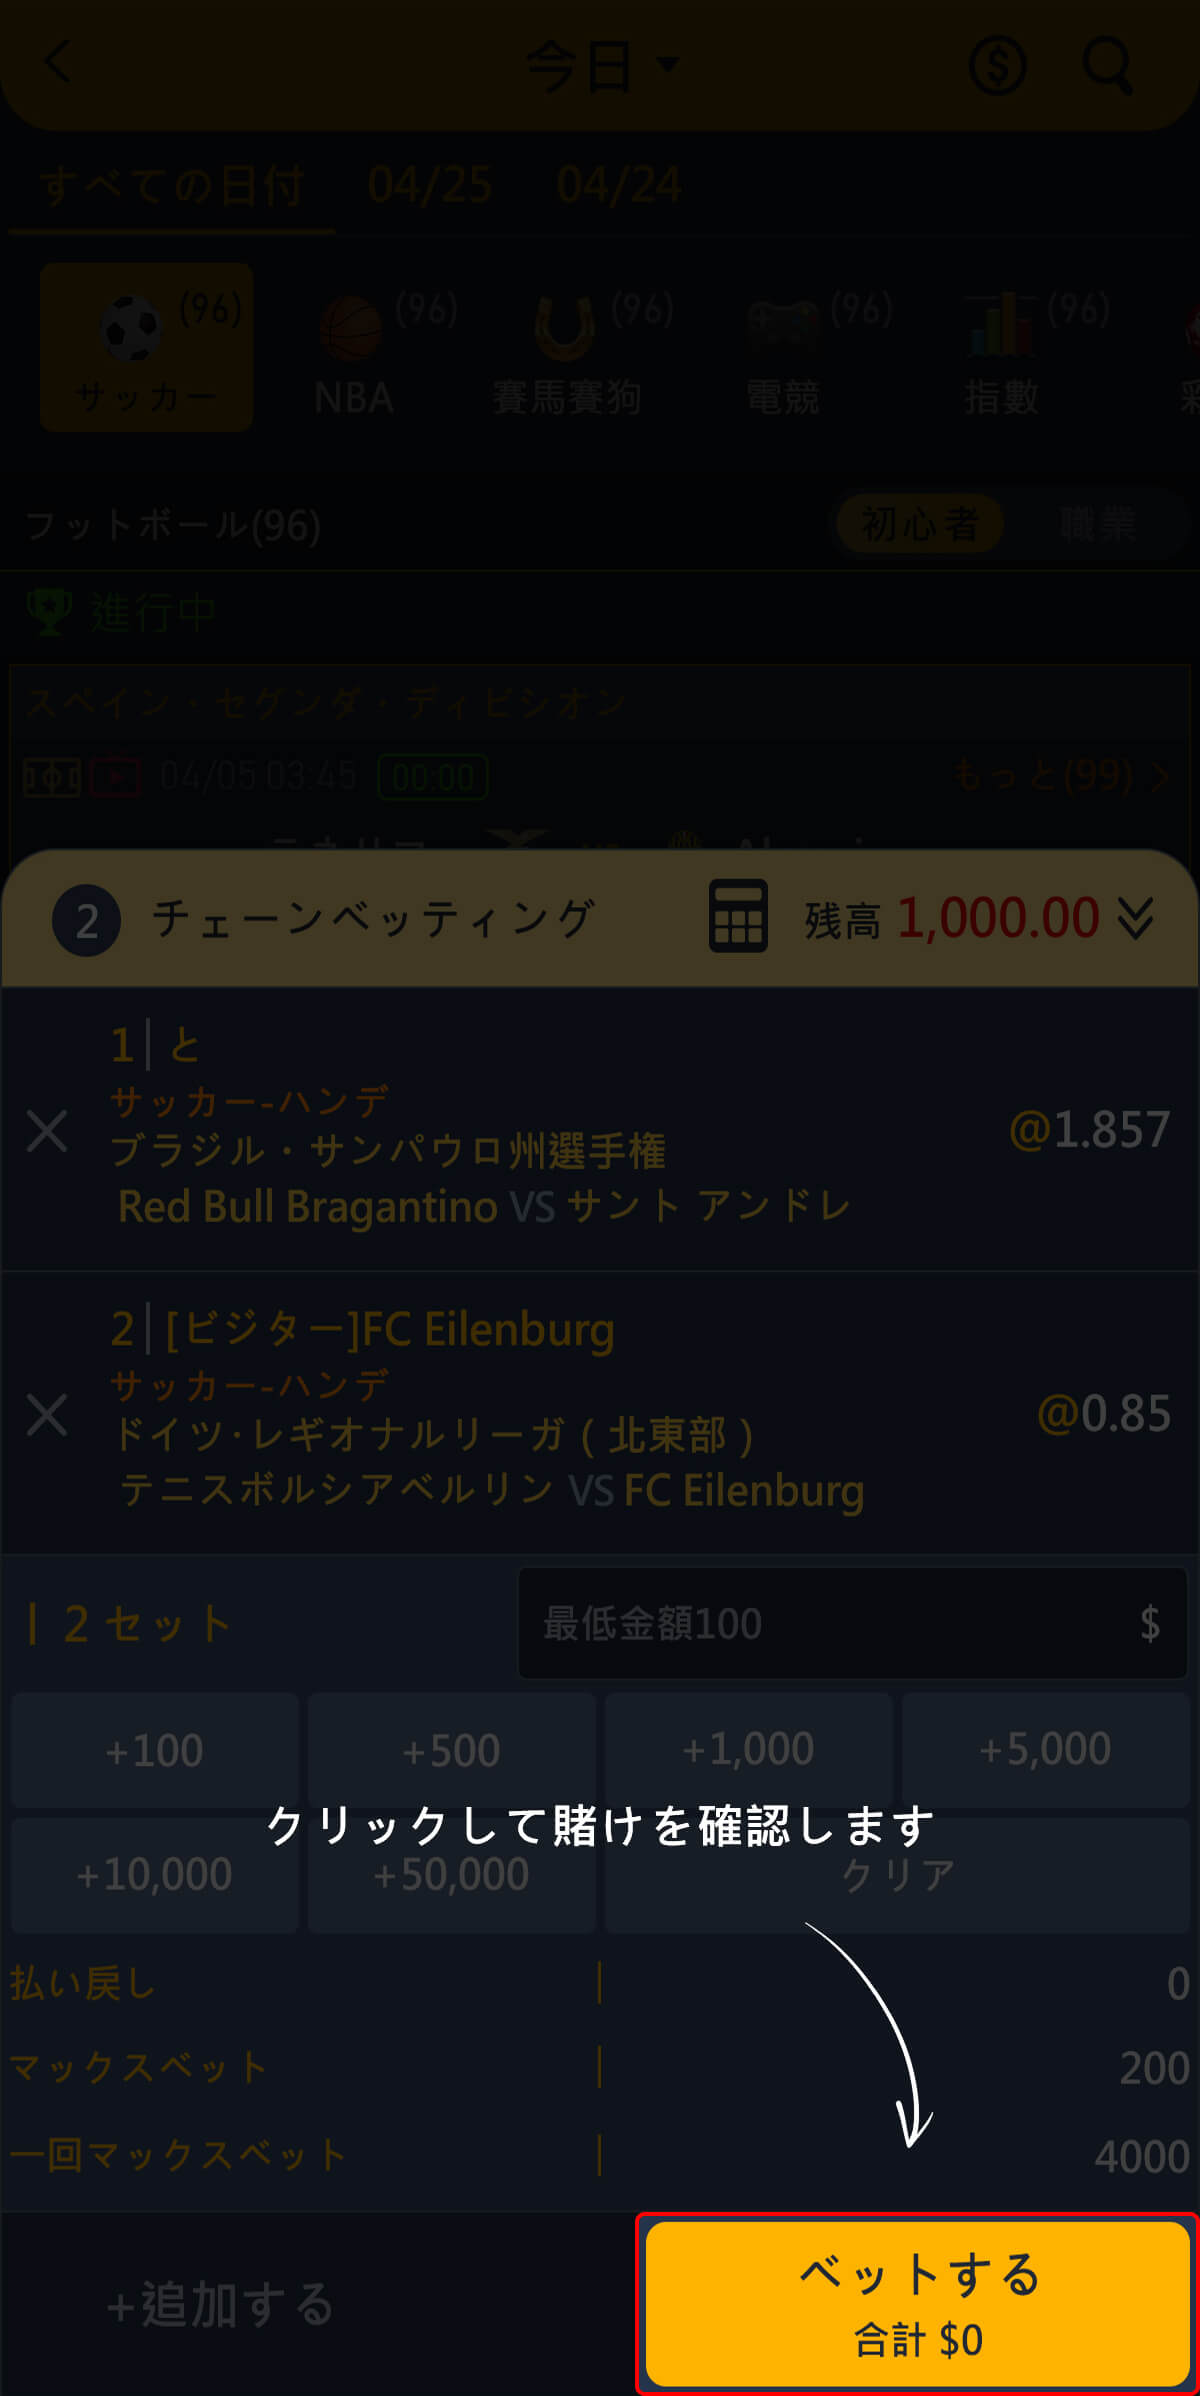 今日
すべての日付 04/25 04/24
(96) (96) (96) (96) (96)
サッカー NBA 賽馬賽狗 電競 指數 彩
フットボール(96) 初心者 職業
進行中
スペイン・セグンダ・ディビシオン
04/05 03:45 00:00 もっと(99)
2 チェーンベッティング 残高 1,000.00
1 と
サッカー-ハンデ
ブラジル・サンパウロ州選手権 @1.857
Red Bull Bragantino VS サント アンドレ
2 [ビジター]FC Eilenburg
サッカー-ハンデ
ドイツ·レギオナルリーガ ( 北東部 ) @0.85
テニスボルシアベルリン VS FC Eilenburg
2 セット 最低金額100 $
+100 +500 +1,000 +5,000
クリックして賭けを確認します
+10,000 +50,000 クリア
払い戻し 0
マックスベット 200
一回マックスベット 4000
+追加する ベットする
合計 $0